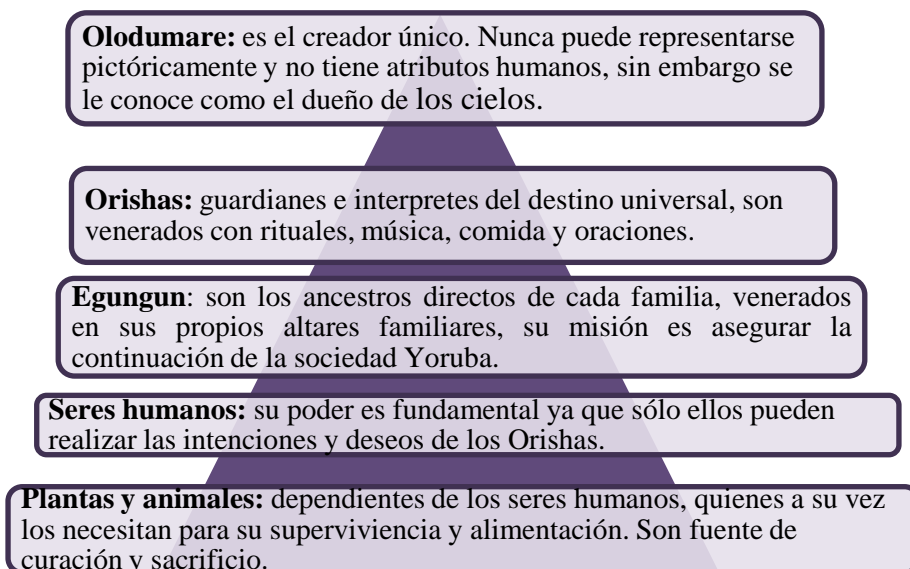 Olodumare: es el creador único. Nunca puede representarse
pictóricamente y no tiene atributos humanos, sin embargo se
le conoce como el dueño de los cielos.
Orishas: guardianes e interpretes del destino universal, son
venerados con rituales, música, comida y oraciones.
Egungun: son los ancestros directos de cada familia, venerados
en sus propios altares familiares, su misión es asegurar la
continuación de la sociedad Yoruba.
Seres humanos: su poder es fundamental ya que sólo ellos pueden
realizar las intenciones y deseos de los Orishas.
Plantas y animales: dependientes de los seres humanos, quienes a su vez
los necesitan para su superviviencia y alimentación. Son fuente de
curación y sacrificio.